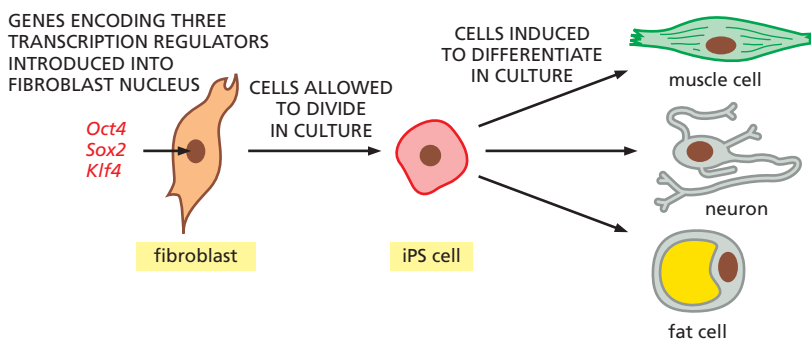 GENES ENCODING THREE
TRANSCRIPTION REGULATORS
INTRODUCED INTO
FIBROBLAST NUCLEUS
Oct4
Sox2
Klf4
fibroblast
CELLS ALLOWED
TO DIVIDE
IN CULTURE
iPS cell
CELLS INDUCED
TO DIFFERENTIATE
IN CULTURE
muscle cell
neuron
fat cell